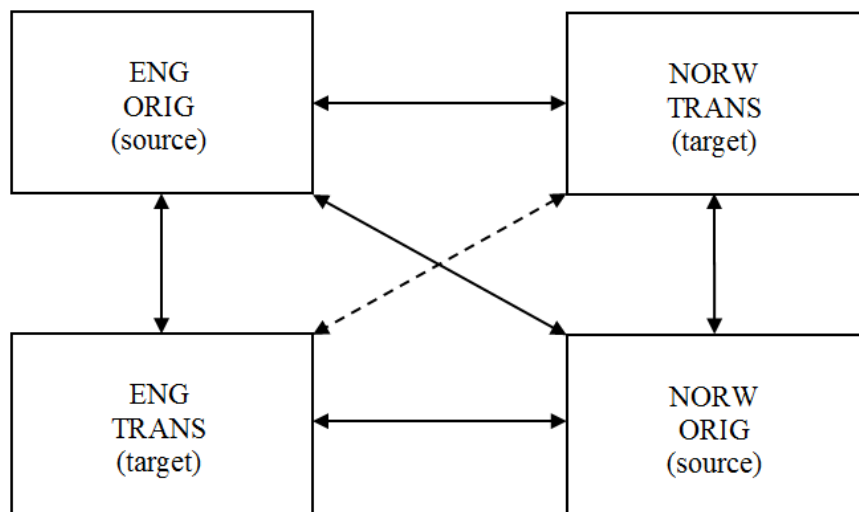 ENG
ORIG
(source)
NORW
TRANS
(target)
ENG
TRANS
(target)
NORW
ORIG
(source)